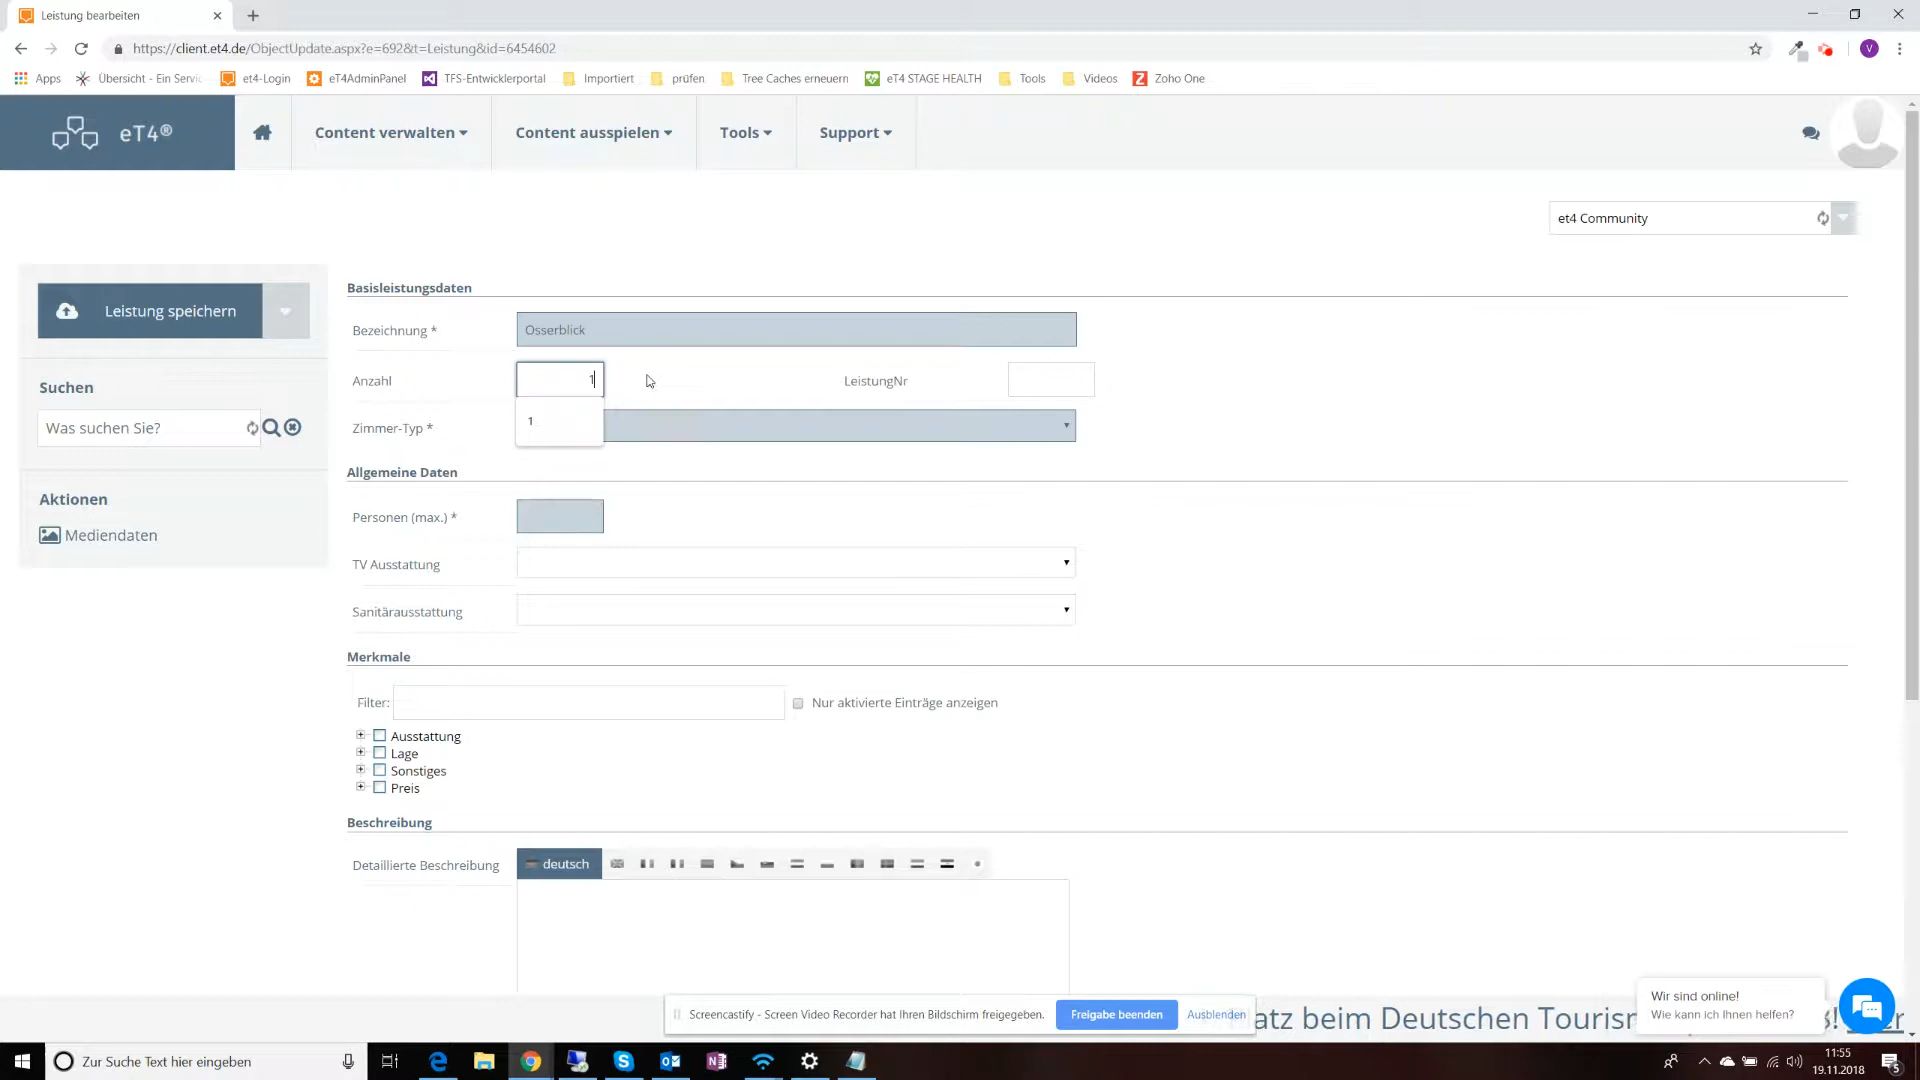 Leistung bearbeiten
https://client.et4.de/ObjectUpdate.aspx?e=692&t=Leistung&id=6454602
V
Apps
Übersicht - Ein Servic
et4-Login
eT4AdminPanel
TFS-Entwicklerportal
Importiert
prüfen
Tree Caches erneuern
eT4 STAGE HEALTH
Tools
Videos
Zoho One
eT4®
Content verwalten
Content ausspielen
Tools
Support
et4 Community
Leistung speichern
Suchen
Was suchen Sie?
Aktionen
Mediendaten
Basisleistungsdaten
Bezeichnung *
Osserblick
Anzahl
1
LeistungNr
1
Zimmer-Typ *
Allgemeine Daten
Personen (max.) *
TV Ausstattung
Sanitärausstattung
Merkmale
Filter:
Nur aktivierte Einträge anzeigen
Ausstattung
Lage
Sonstiges
Preis
Beschreibung
Detaillierte Beschreibung
deutsch
Wir sind online!
Wie kann ich Ihnen helfen?
Screencastify - Screen Video Recorder hat Ihren Bildschirm freigegeben.
Freigabe beenden
Ausblenden
atz beim Deutschen Touris
Zur Suche Text hier eingeben
11:55
19.11.2018
5